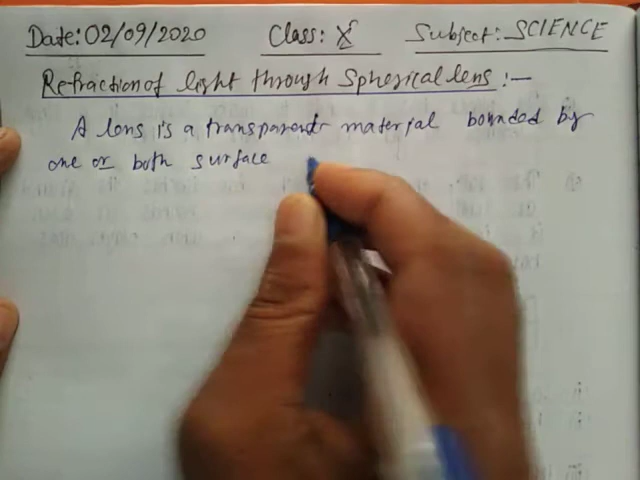 Date: 02/09/2020 Class: X Subject: SCIENCE
Refraction of light through Spherical lens :-
A lens is a transparent material bounded by
one or both surface